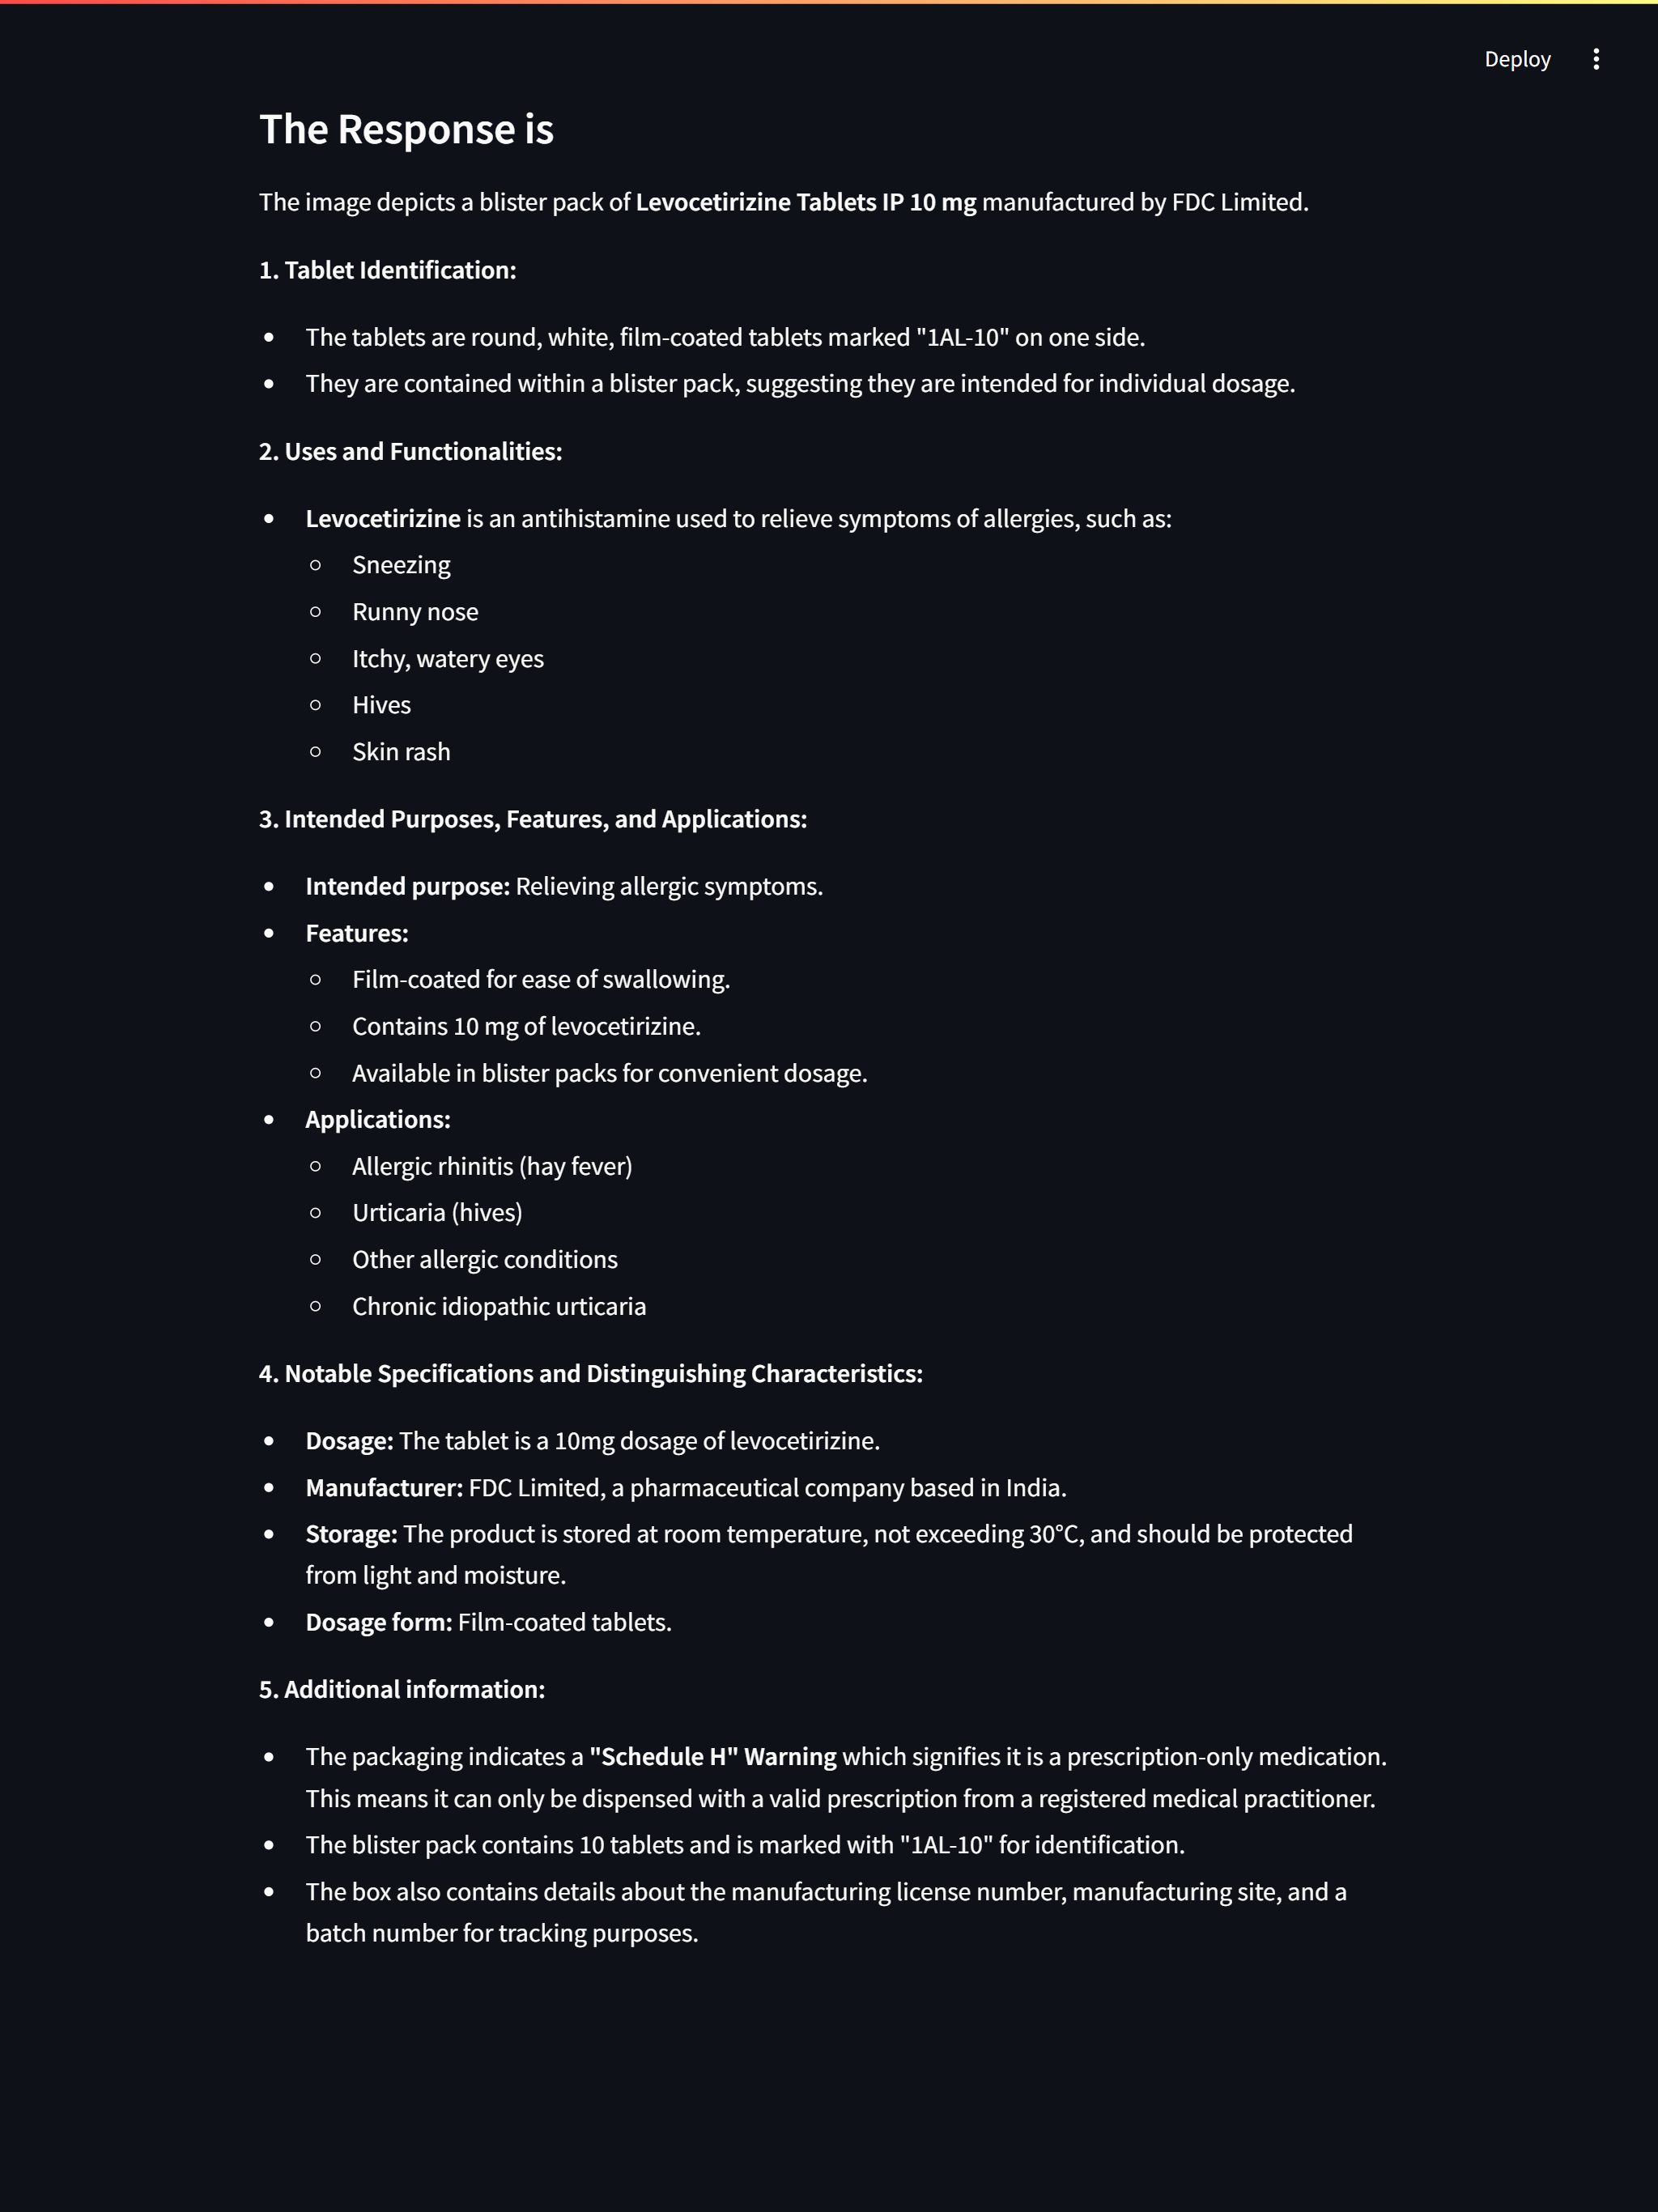 Deploy
The Response is
The image depicts a blister pack of Levocetirizine Tablets IP 10 mg manufactured by FDC Limited.
1. Tablet Identification:
• The tablets are round, white, film-coated tablets marked "1AL-10" on one side.
• They are contained within a blister pack, suggesting they are intended for individual dosage.
2. Uses and Functionalities:
• Levocetirizine is an antihistamine used to relieve symptoms of allergies, such as:
○ Sneezing
○ Runny nose
○ Itchy, watery eyes
○ Hives
○ Skin rash
3. Intended Purposes, Features, and Applications:
• Intended purpose: Relieving allergic symptoms.
• Features:
○ Film-coated for ease of swallowing.
○ Contains 10 mg of levocetirizine.
○ Available in blister packs for convenient dosage.
• Applications:
○ Allergic rhinitis (hay fever)
○ Urticaria (hives)
○ Other allergic conditions
○ Chronic idiopathic urticaria
4. Notable Specifications and Distinguishing Characteristics:
• Dosage: The tablet is a 10mg dosage of levocetirizine.
• Manufacturer: FDC Limited, a pharmaceutical company based in India.
• Storage: The product is stored at room temperature, not exceeding 30°C, and should be protected
from light and moisture.
• Dosage form: Film-coated tablets.
5. Additional information:
• The packaging indicates a "Schedule H" Warning which signifies it is a prescription-only medication.
This means it can only be dispensed with a valid prescription from a registered medical practitioner.
• The blister pack contains 10 tablets and is marked with "1AL-10" for identification.
• The box also contains details about the manufacturing license number, manufacturing site, and a
batch number for tracking purposes.